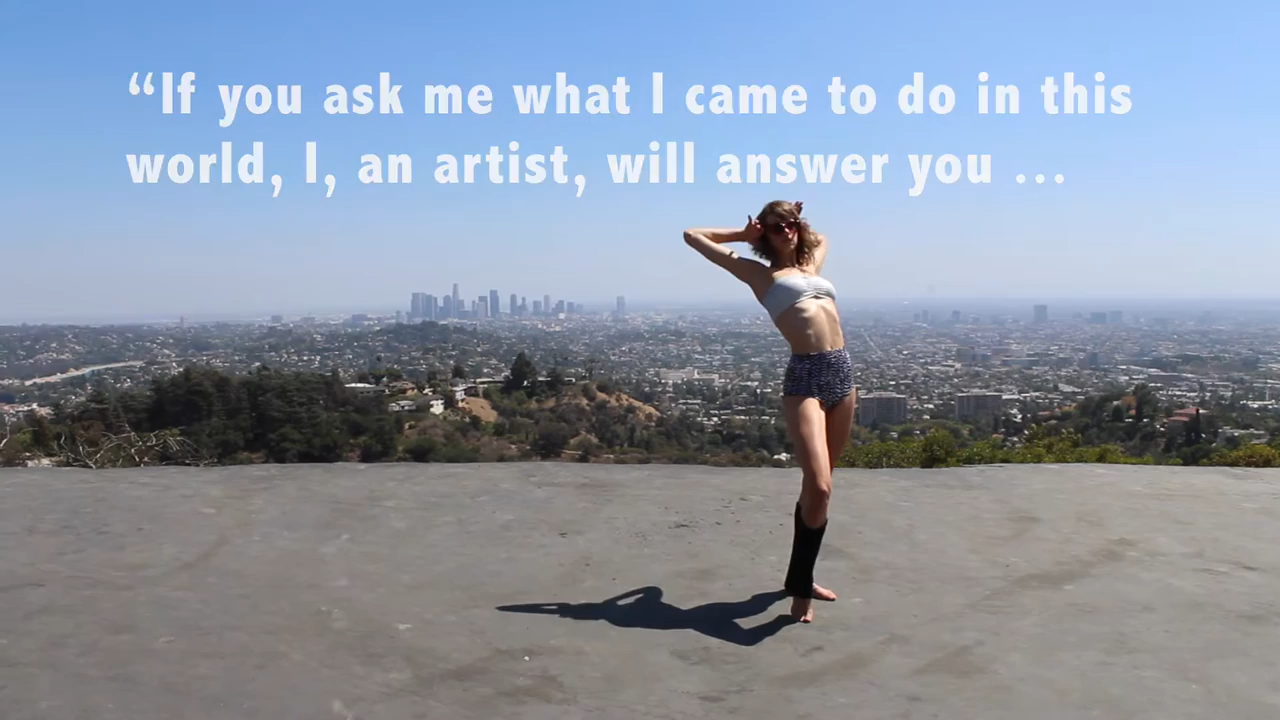 “If you ask me what I came to do in this
world, I, an artist, will answer you ...